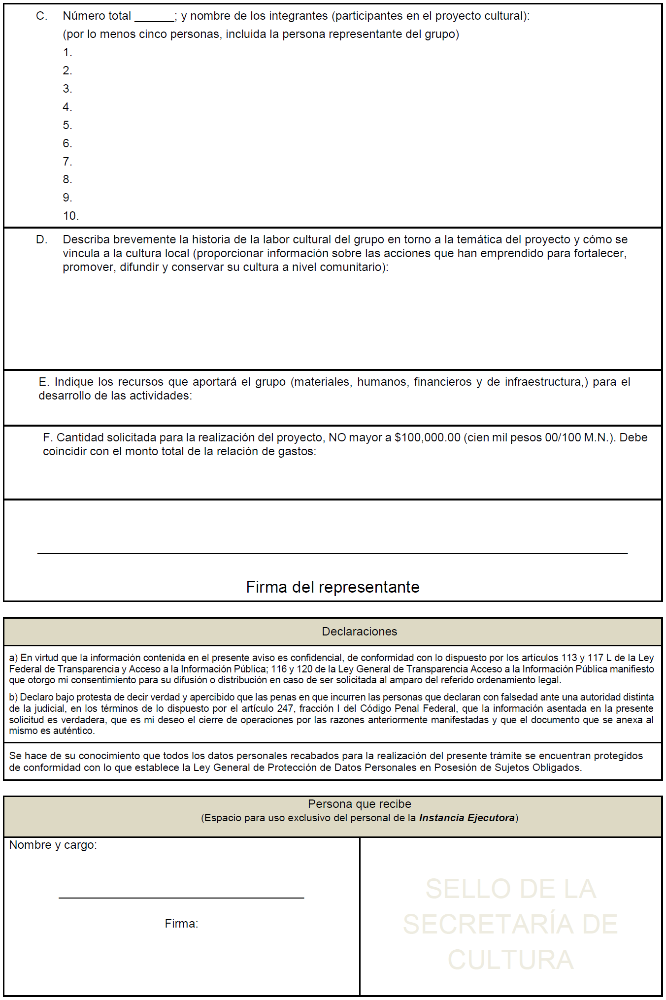 C. Número total ______; y nombre de los integrantes (participantes en el proyecto cultural):
(por lo menos cinco personas, incluida la persona representante del grupo)
1.
2.
3.
4.
5.
6.
7.
8.
9.
10.
D. Describa brevemente la historia de la labor cultural del grupo en torno a la temática del proyecto y cómo se
vincula a la cultura local (proporcionar información sobre las acciones que han emprendido para fortalecer,
promover, difundir y conservar su cultura a nivel comunitario):
E. Indique los recursos que aportará el grupo (materiales, humanos, financieros y de infraestructura,) para el
desarrollo de las actividades:
F. Cantidad solicitada para la realización del proyecto, NO mayor a $100,000.00 (cien mil pesos 00/100 M.N.). Debe
coincidir con el monto total de la relación de gastos:
Firma del representante
Declaraciones
a) En virtud que la información contenida en el presente aviso es confidencial, de conformidad con lo dispuesto por los artículos 113 y 117 L de la Ley
Federal de Transparencia y Acceso a la Información Pública; 116 y 120 de la Ley General de Transparencia Acceso a la Información Pública manifiesto
que otorgo mi consentimiento para su difusión o distribución en caso de ser solicitada al amparo del referido ordenamiento legal.
b) Declaro bajo protesta de decir verdad y apercibido que las penas en que incurren las personas que declaran con falsedad ante una autoridad distinta
de la judicial, en los términos de lo dispuesto por el artículo 247, fracción I del Código Penal Federal, que la información asentada en la presente
solicitud es verdadera, que es mi deseo el cierre de operaciones por las razones anteriormente manifestadas y que el documento que se anexa al
mismo es auténtico.
Se hace de su conocimiento que todos los datos personales recabados para la realización del presente trámite se encuentran protegidos
de conformidad con lo que establece la Ley General de Protección de Datos Personales en Posesión de Sujetos Obligados.
Persona que recibe
(Espacio para uso exclusivo del personal de la Instancia Ejecutora)
Nombre y cargo:
Firma:
SELLO DE LA
SECRETARÍA DE
CULTURA